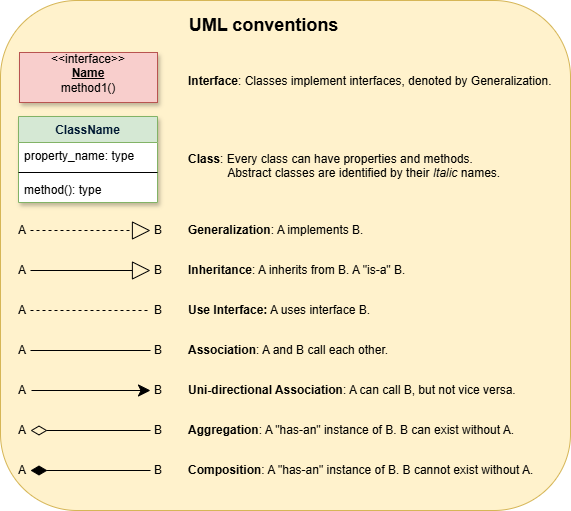 UML conventions
<<interface>>
Name
method1()
Interface: Classes implement interfaces, denoted by Generalization.
ClassName
property_name: type
method(): type
Class: Every class can have properties and methods.
Abstract classes are identified by their Italic names.
A B Generalization: A implements B.
A B Inheritance: A inherits from B. A "is-a" B.
A B Use Interface: A uses interface B.
A B Association: A and B call each other.
A B Uni-directional Association: A can call B, but not vice versa.
A B Aggregation: A "has-an" instance of B. B can exist without A.
A B Composition: A "has-an" instance of B. B cannot exist without A.